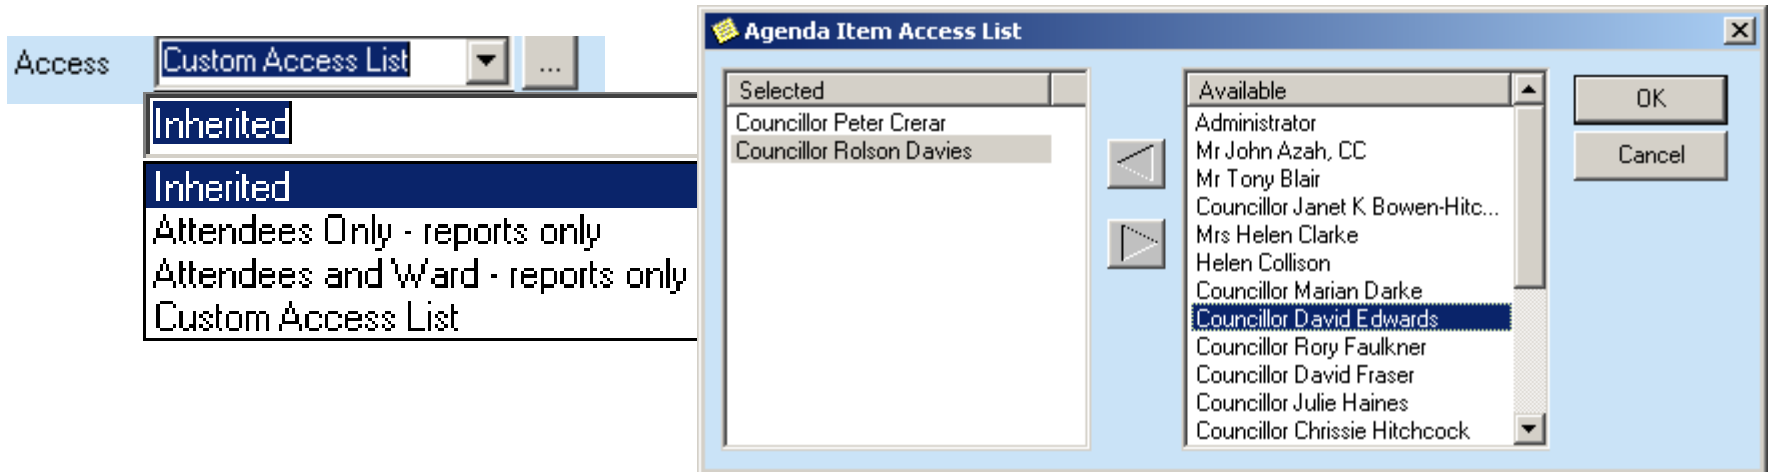 Access
Custom Access List
...
Inherited
Inherited
Attendees Only - reports only
Attendees and Ward - reports only
Custom Access List
Agenda Item Access List
Selected
Councillor Peter Crerar
Councillor Rolson Davies
Available
Administrator
Mr John Azah, CC
Mr Tony Blair
Councillor Janet K Bowen-Hitc...
Mrs Helen Clarke
Helen Collison
Councillor Marian Darke
Councillor David Edwards
Councillor Rory Faulkner
Councillor David Fraser
Councillor Julie Haines
Councillor Chrissie Hitchcock
OK
Cancel